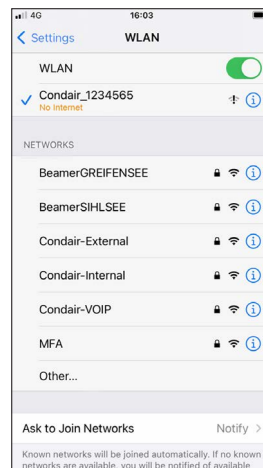 4G 16:03
Settings WLAN
WLAN
Condair_1234565
No Internet
NETWORKS
BeamerGREIFENSEE
BeamerSIHLSEE
Condair-External
Condair-Internal
Condair-VOIP
MFA
Other...
Ask to Join Networks Notify
Known networks will be joined automatically. If no known
networks are available, you will be notified of available